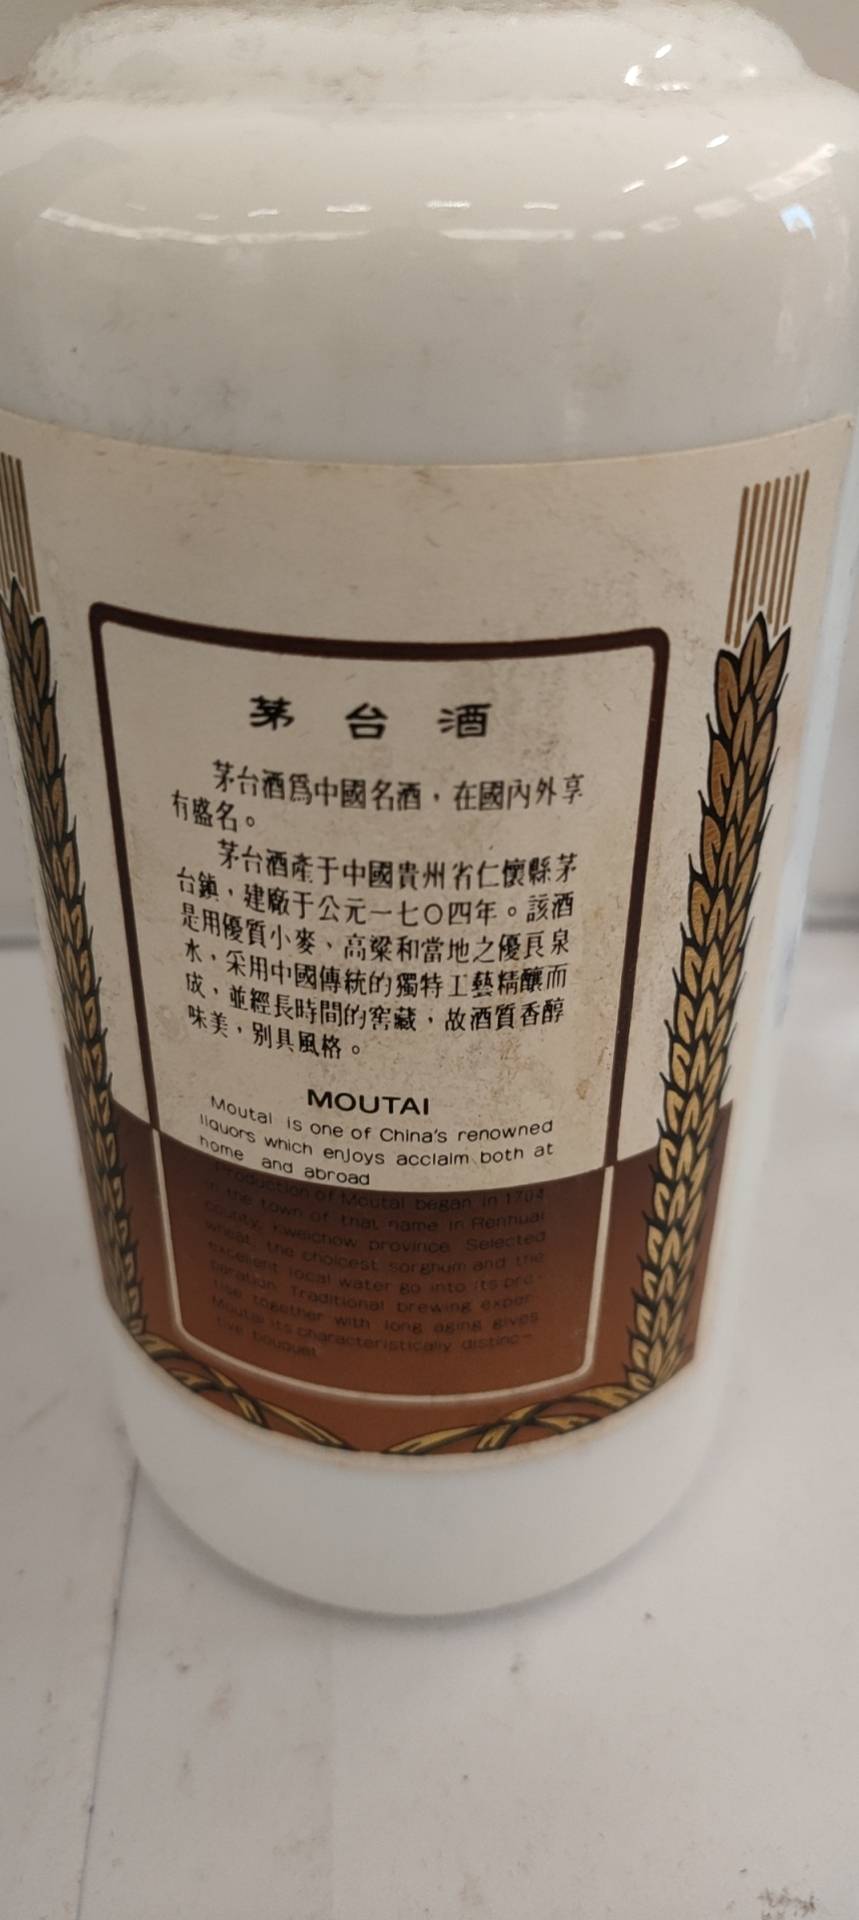 茅台酒
茅台酒爲中國名酒，在國內外享
有盛名。
茅台酒產于中國貴州省仁懷縣茅
台鎮，建廠于公元一七〇四年。該酒
是用優質小麥、高粱和當地之優良泉
水，采用中國傳統的獨特工藝精釀而
成，並經長時間的窖藏，故酒質香醇
味美，別具風格。
MOUTAI
Moutai is one of China's renowned
liquors which enjoys acclaim both at
home and abroad
Production of Moutai began in 1704
in the town of that name in Renhuai
county, Kweichow province. Selected
wheat, the choicest sorghum and the
excellent local water go into its pre-
paration. Traditional brewing exper-
tise together with long aging gives
Moutai its characteristically distinc-
tive bouquet.